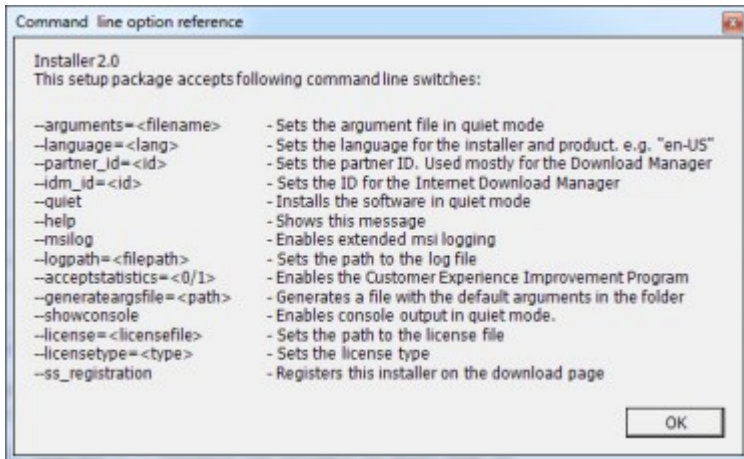 Command line option reference
Installer 2.0
This setup package accepts following command line switches:
--arguments=<filename> - Sets the argument file in quiet mode
--language=<lang> - Sets the language for the installer and product. e.g. "en-US"
--partner_id=<id> - Sets the partner ID. Used mostly for the Download Manager
--idm_id=<id> - Sets the ID for the Internet Download Manager
--quiet - Installs the software in quiet mode
--help - Shows this message
--msilog - Enables extended msi logging
--logpath=<filepath> - Sets the path to the log file
--acceptstatistics=<0/1> - Enables the Customer Experience Improvement Program
--generateargsfile=<path> - Generates a file with the default arguments in the folder
--showconsole - Enables console output in quiet mode.
--license=<licensefile> - Sets the path to the license file
--licensetype=<type> - Sets the license type
--ss_registration - Registers this installer on the download page
OK